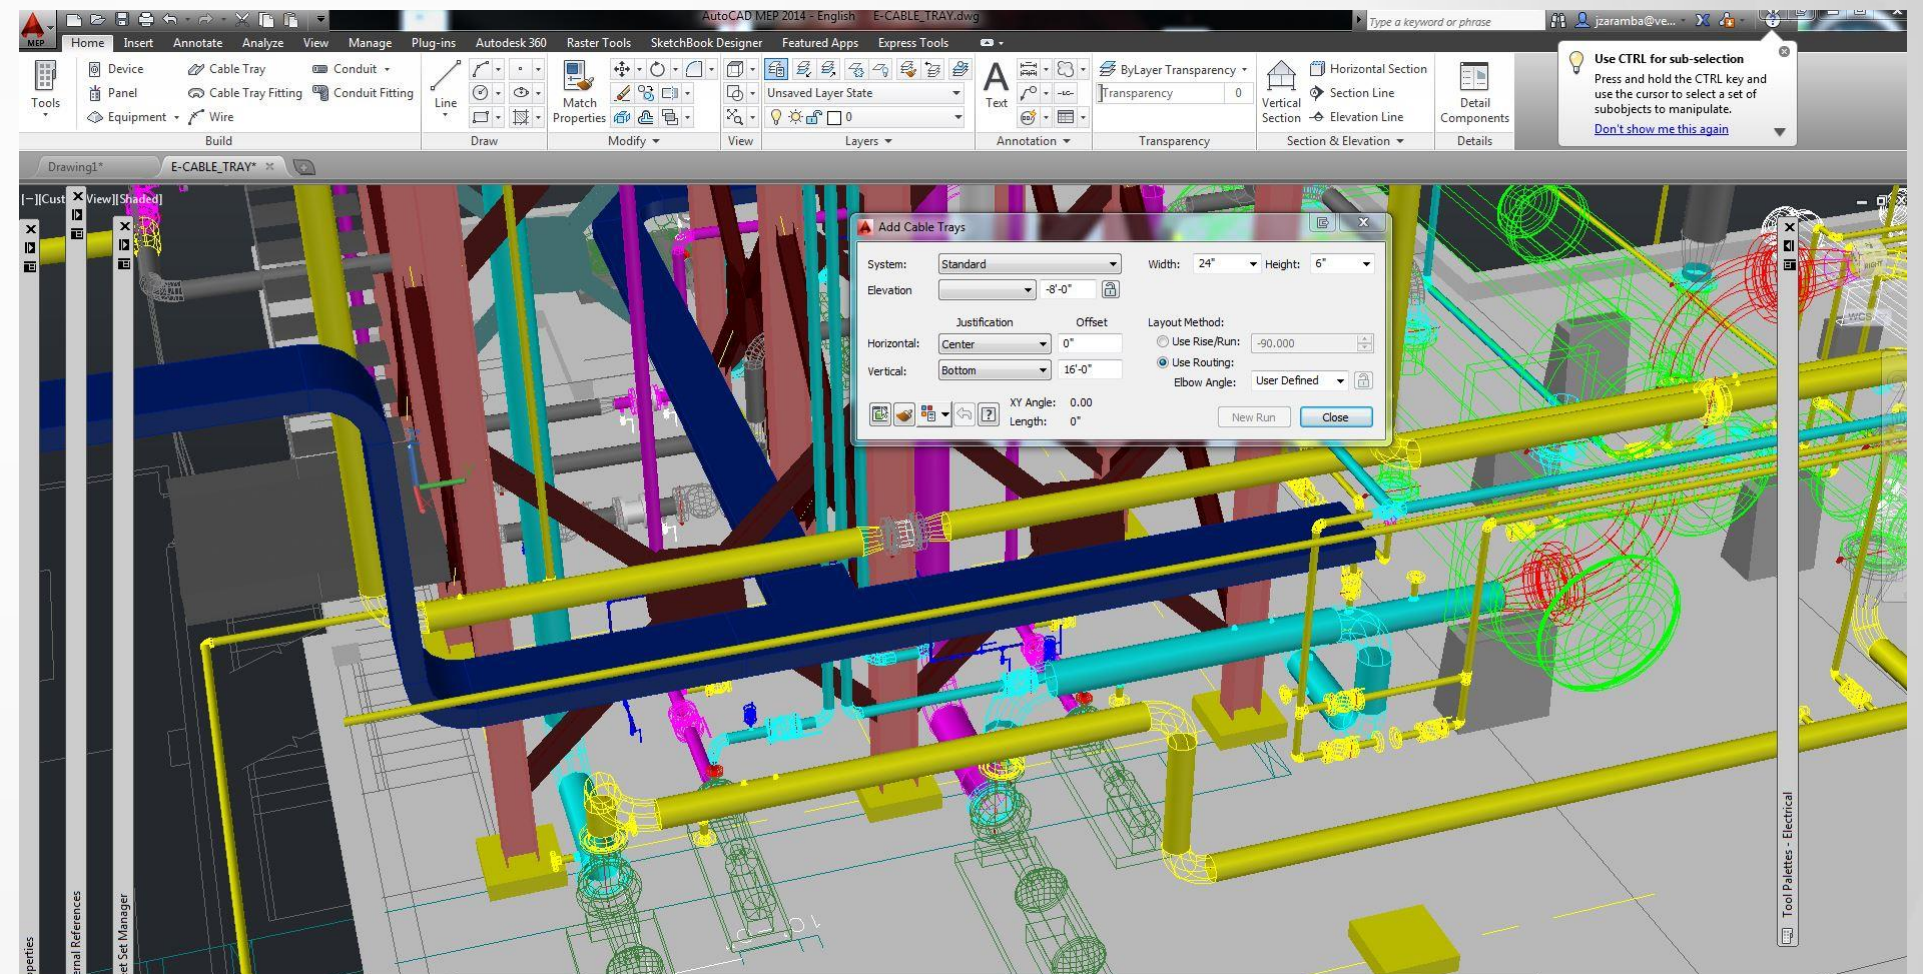 AutoCAD MEP 2014 - English E-CABLE_TRAY.dwg
Type a keyword or phrase
jzaramba@ve...
MEP
Home Insert Annotate Analyze View Manage Plug-ins Autodesk 360 Raster Tools SketchBook Designer Featured Apps Express Tools
Tools
Device Cable Tray Conduit
Panel Cable Tray Fitting Conduit Fitting
Equipment Wire
Line
Match
Properties
Unsaved Layer State
0
Text
ByLayer Transparency
Transparency 0
Vertical
Section
Horizontal Section
Section Line
Elevation Line
Detail
Components
Build Draw Modify View Layers Annotation Transparency Section & Elevation Details
Use CTRL for sub-selection
Press and hold the CTRL key and
use the cursor to select a set of
subobjects to manipulate.
Don't show me this again
Drawing1* E-CABLE_TRAY*
[-][Cust View][Shaded]
Add Cable Trays
System: Standard Width: 24" Height: 6"
Elevation -8'-0"
Justification Offset Layout Method:
Horizontal: Center 0" Use Rise/Run: -90.000
Vertical: Bottom 16'-0" Use Routing:
Elbow Angle: User Defined
XY Angle: 0.00
Length: 0"
New Run Close
RIGHT
WCS
perties
ernal References
et Set Manager
Tool Palettes - Electrical